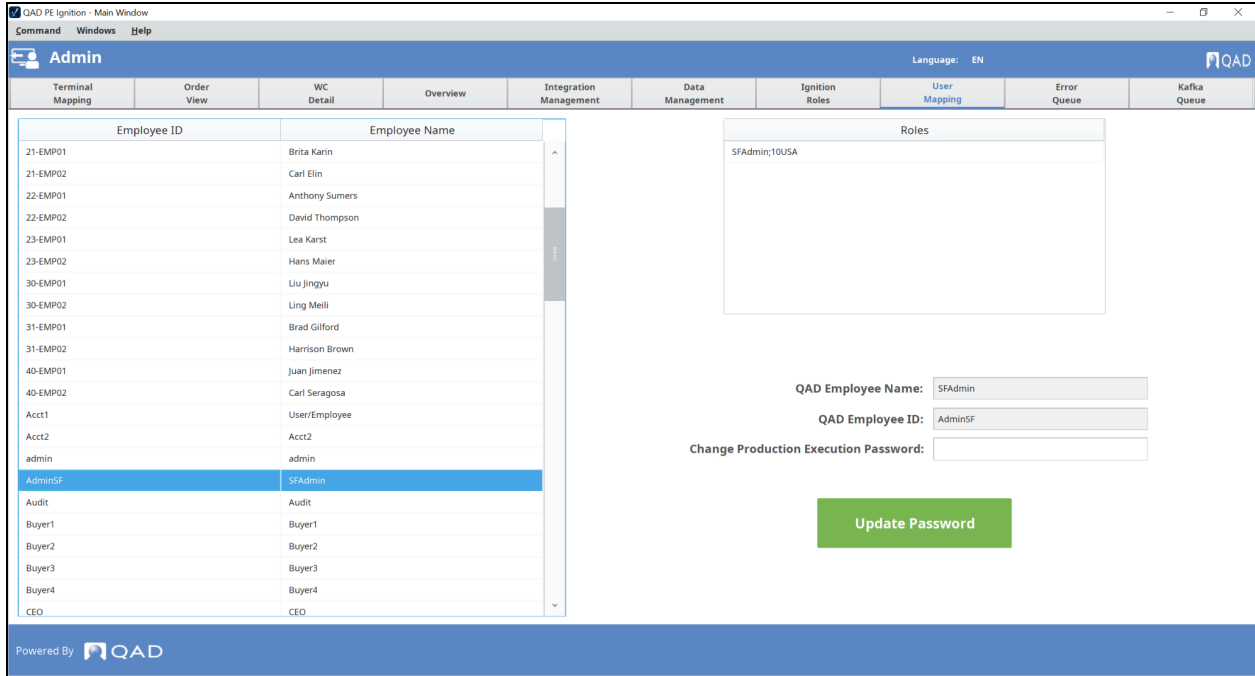 QAD PE Ignition - Main Window
Command Windows Help
Admin
Language: EN
QAD
Terminal Mapping
Order View
WC Detail
Overview
Integration Management
Data Management
Ignition Roles
User Mapping
Error Queue
Kafka Queue
Employee ID Employee Name
21-EMP01 Brita Karin
21-EMP02 Carl Elin
22-EMP01 Anthony Sumers
22-EMP02 David Thompson
23-EMP01 Lea Karst
23-EMP02 Hans Maier
30-EMP01 Liu Jingyu
30-EMP02 Ling Meili
31-EMP01 Brad Gilford
31-EMP02 Harrison Brown
40-EMP01 Juan Jimenez
40-EMP02 Carl Seragosa
Acct1 User/Employee
Acct2 Acct2
admin admin
AdminSF SFAdmin
Audit Audit
Buyer1 Buyer1
Buyer2 Buyer2
Buyer3 Buyer3
Buyer4 Buyer4
CEO CEO
Roles
SFAdmin;10USA
QAD Employee Name: SFAdmin
QAD Employee ID: AdminSF
Change Production Execution Password:
Update Password
Powered By QAD